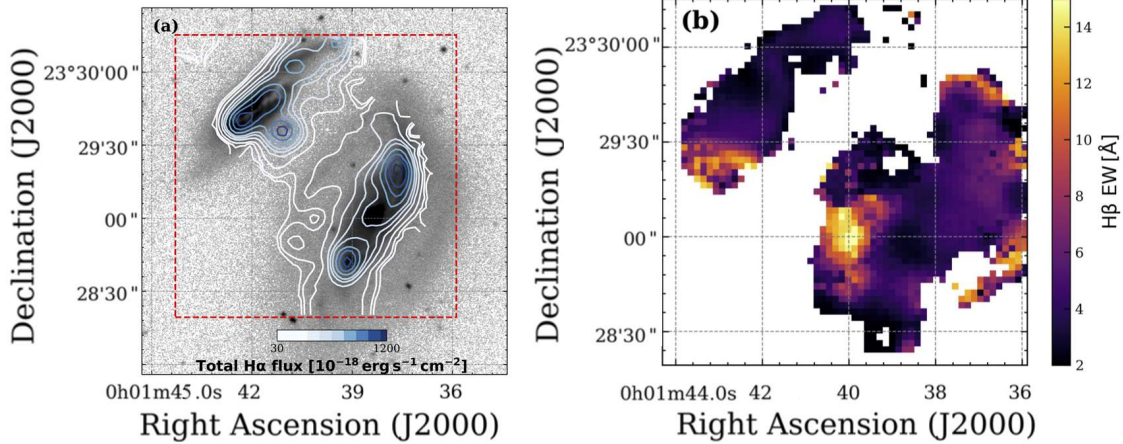 (a)
23°30'00"
29'30"
00"
28'30"
Declination (J2000)
30
1200
Total Hα flux [10⁻¹⁸ erg s⁻¹ cm⁻²]
0h01m45.0s 42 39 36
Right Ascension (J2000)
(b)
23°30'00"
29'30"
00"
28'30"
Declination (J2000)
0h01m44.0s 42 40 38 36
Right Ascension (J2000)
14
12
10
8
6
4
2
Hβ EW [Å]